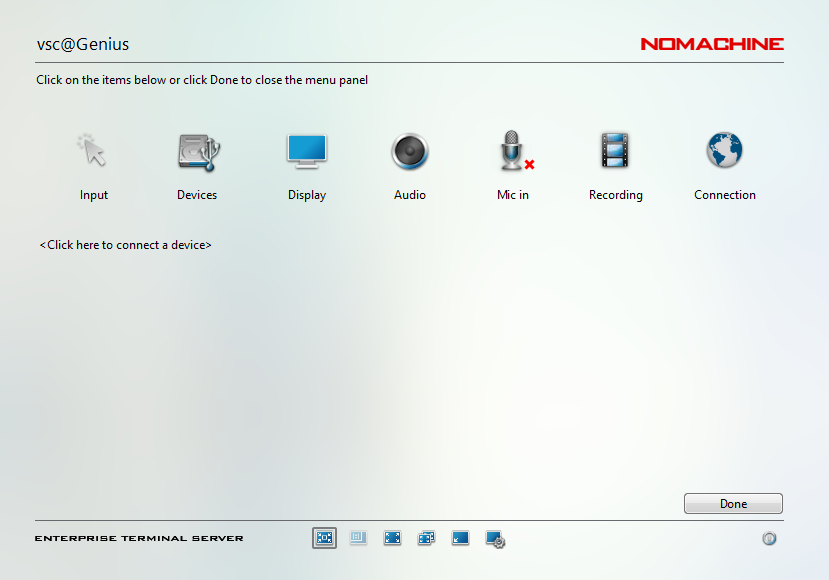 vsc@Genius
NOMACHINE
Click on the items below or click Done to close the menu panel
Input
Devices
Display
Audio
Mic in
Recording
Connection
<Click here to connect a device>
Done
ENTERPRISE TERMINAL SERVER